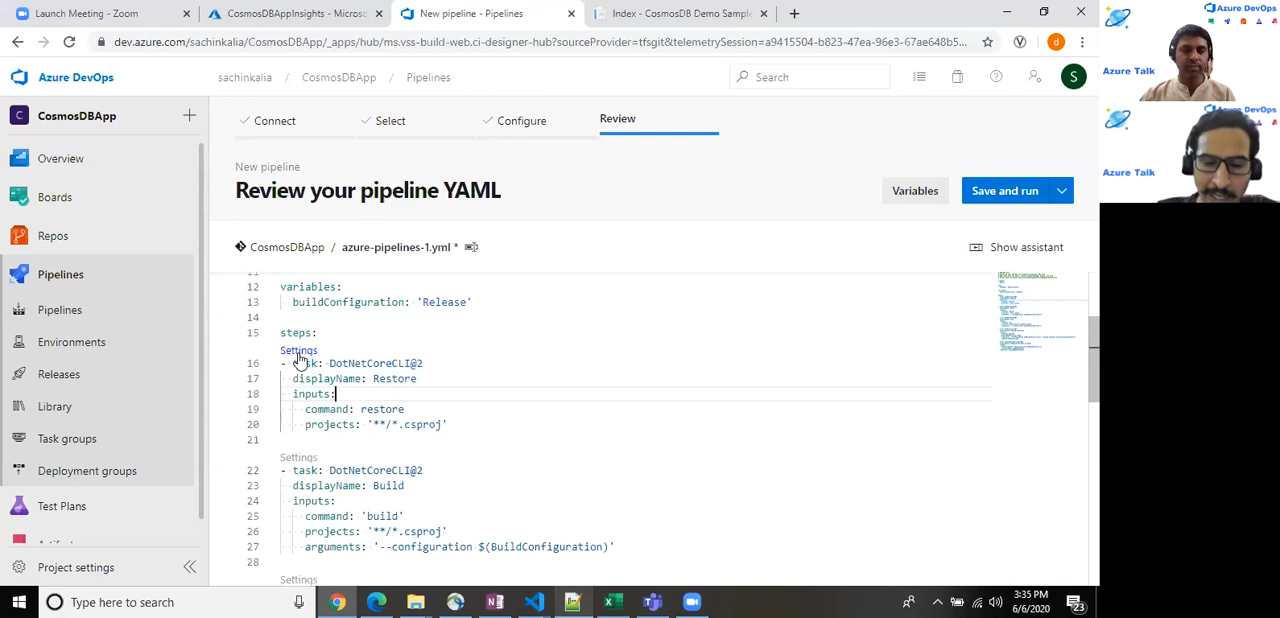 Launch Meeting - Zoom
CosmosDBAppInsights - Microsof
New pipeline - Pipelines
Index - CosmosDB Demo Sample
dev.azure.com/sachinkalia/CosmosDBApp/_apps/hub/ms.vss-build-web.ci-designer-hub?sourceProvider=tfsgit&telemetrySession=a9415504-b823-47ea-96e3-67ae648b5...
d
Azure DevOps
sachinkalia / CosmosDBApp / Pipelines
Search
S
C CosmosDBApp
Overview
Boards
Repos
Pipelines
Pipelines
Environments
Releases
Library
Task groups
Deployment groups
Test Plans
Project settings
Connect
Select
Configure
Review
New pipeline
Review your pipeline YAML
Variables
Save and run
CosmosDBApp / azure-pipelines-1.yml *
Show assistant
11
12 variables:
13 buildConfiguration: 'Release'
14
15 steps:
Settings
16 - task: DotNetCoreCLI@2
17 displayName: Restore
18 inputs:
19 command: restore
20 projects: '**/*.csproj'
21
Settings
22 - task: DotNetCoreCLI@2
23 displayName: Build
24 inputs:
25 command: 'build'
26 projects: '**/*.csproj'
27 arguments: '--configuration $(BuildConfiguration)'
28
Settings
Azure DevOps
Azure Talk
Azure DevOps
Azure Talk
Type here to search
3:35 PM
6/6/2020
23